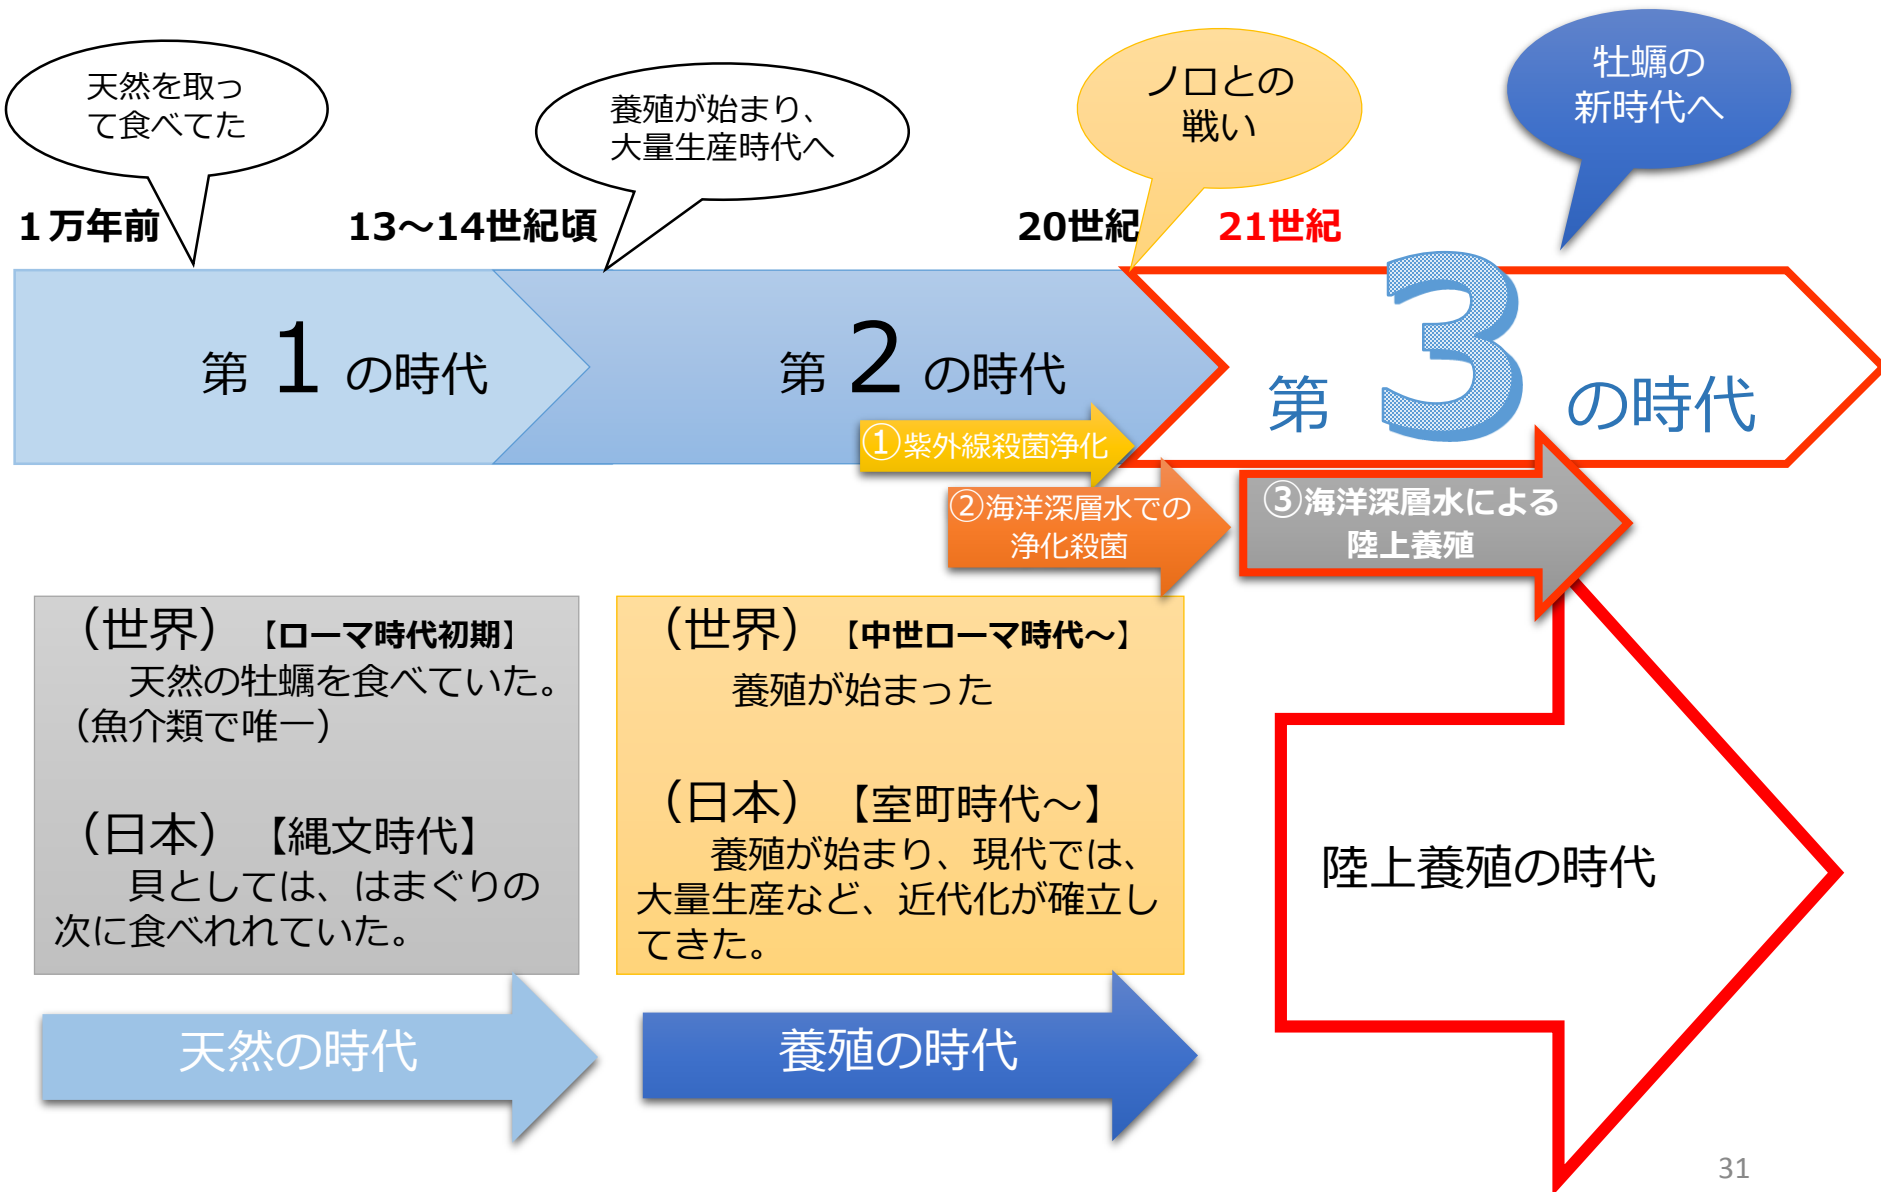 天然を取っ
て食べてた
養殖が始まり、
大量生産時代へ
ノロとの
戦い
牡蠣の
新時代へ
１万年前
13～14世紀頃
20世紀
21世紀
第 1 の時代
第 2 の時代
第 3 の時代
①紫外線殺菌浄化
②海洋深層水での
浄化殺菌
③海洋深層水による
陸上養殖
（世界）【ローマ時代初期】
天然の牡蠣を食べていた。
（魚介類で唯一）
（日本）【縄文時代】
貝としては、はまぐりの
次に食べれれていた。
（世界）【中世ローマ時代～】
養殖が始まった
（日本）【室町時代～】
養殖が始まり、現代では、
大量生産など、近代化が確立し
てきた。
陸上養殖の時代
天然の時代
養殖の時代
31